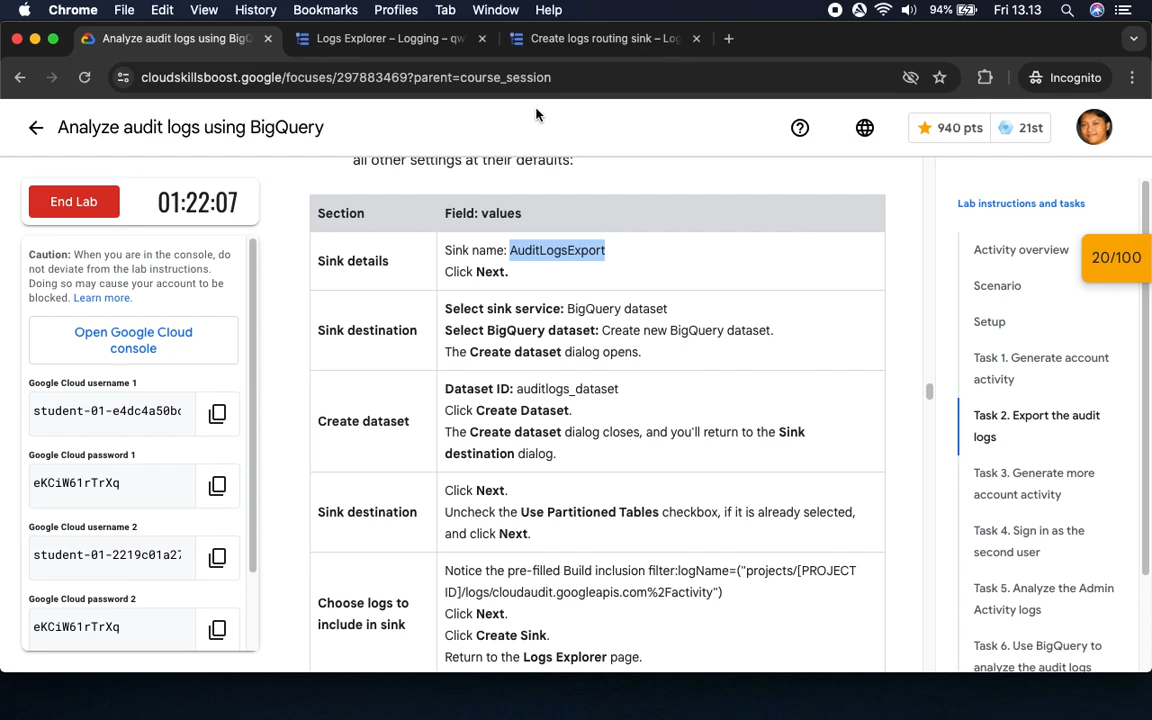 Chrome File Edit View History Bookmarks Profiles Tab Window Help 94% Fri 13.13
Analyze audit logs using BigQ Logs Explorer – Logging – qw Create logs routing sink – Log
cloudskillsboost.google/focuses/297883469?parent=course_session Incognito
Analyze audit logs using BigQuery 940 pts 21st
all other settings at their defaults:
End Lab 01:22:07
Caution: When you are in the console, do
not deviate from the lab instructions.
Doing so may cause your account to be
blocked. Learn more.
Open Google Cloud
console
Google Cloud username 1
student-01-e4dc4a50bc
Google Cloud password 1
eKCiW61rTrXq
Google Cloud username 2
student-01-2219c01a27
Google Cloud password 2
eKCiW61rTrXq
Section Field: values
Sink details
Sink name: AuditLogsExport
Click Next.
Sink destination
Select sink service: BigQuery dataset
Select BigQuery dataset: Create new BigQuery dataset.
The Create dataset dialog opens.
Create dataset
Dataset ID: auditlogs_dataset
Click Create Dataset.
The Create dataset dialog closes, and you'll return to the Sink
destination dialog.
Sink destination
Click Next.
Uncheck the Use Partitioned Tables checkbox, if it is already selected,
and click Next.
Choose logs to
include in sink
Notice the pre-filled Build inclusion filter:logName=("projects/[PROJECT
ID]/logs/cloudaudit.googleapis.com%2Factivity")
Click Next.
Click Create Sink.
Return to the Logs Explorer page.
Lab instructions and tasks
Activity overview
20/100
Scenario
Setup
Task 1. Generate account
activity
Task 2. Export the audit
logs
Task 3. Generate more
account activity
Task 4. Sign in as the
second user
Task 5. Analyze the Admin
Activity logs
Task 6. Use BigQuery to
analyze the audit logs